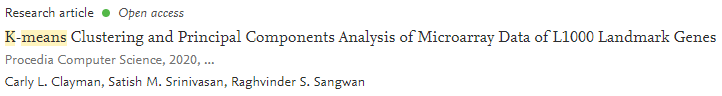 Research article ● Open access
K-means Clustering and Principal Components Analysis of Microarray Data of L1000 Landmark Genes
Procedia Computer Science, 2020, ...
Carly L. Clayman, Satish M. Srinivasan, Raghvinder S. Sangwan